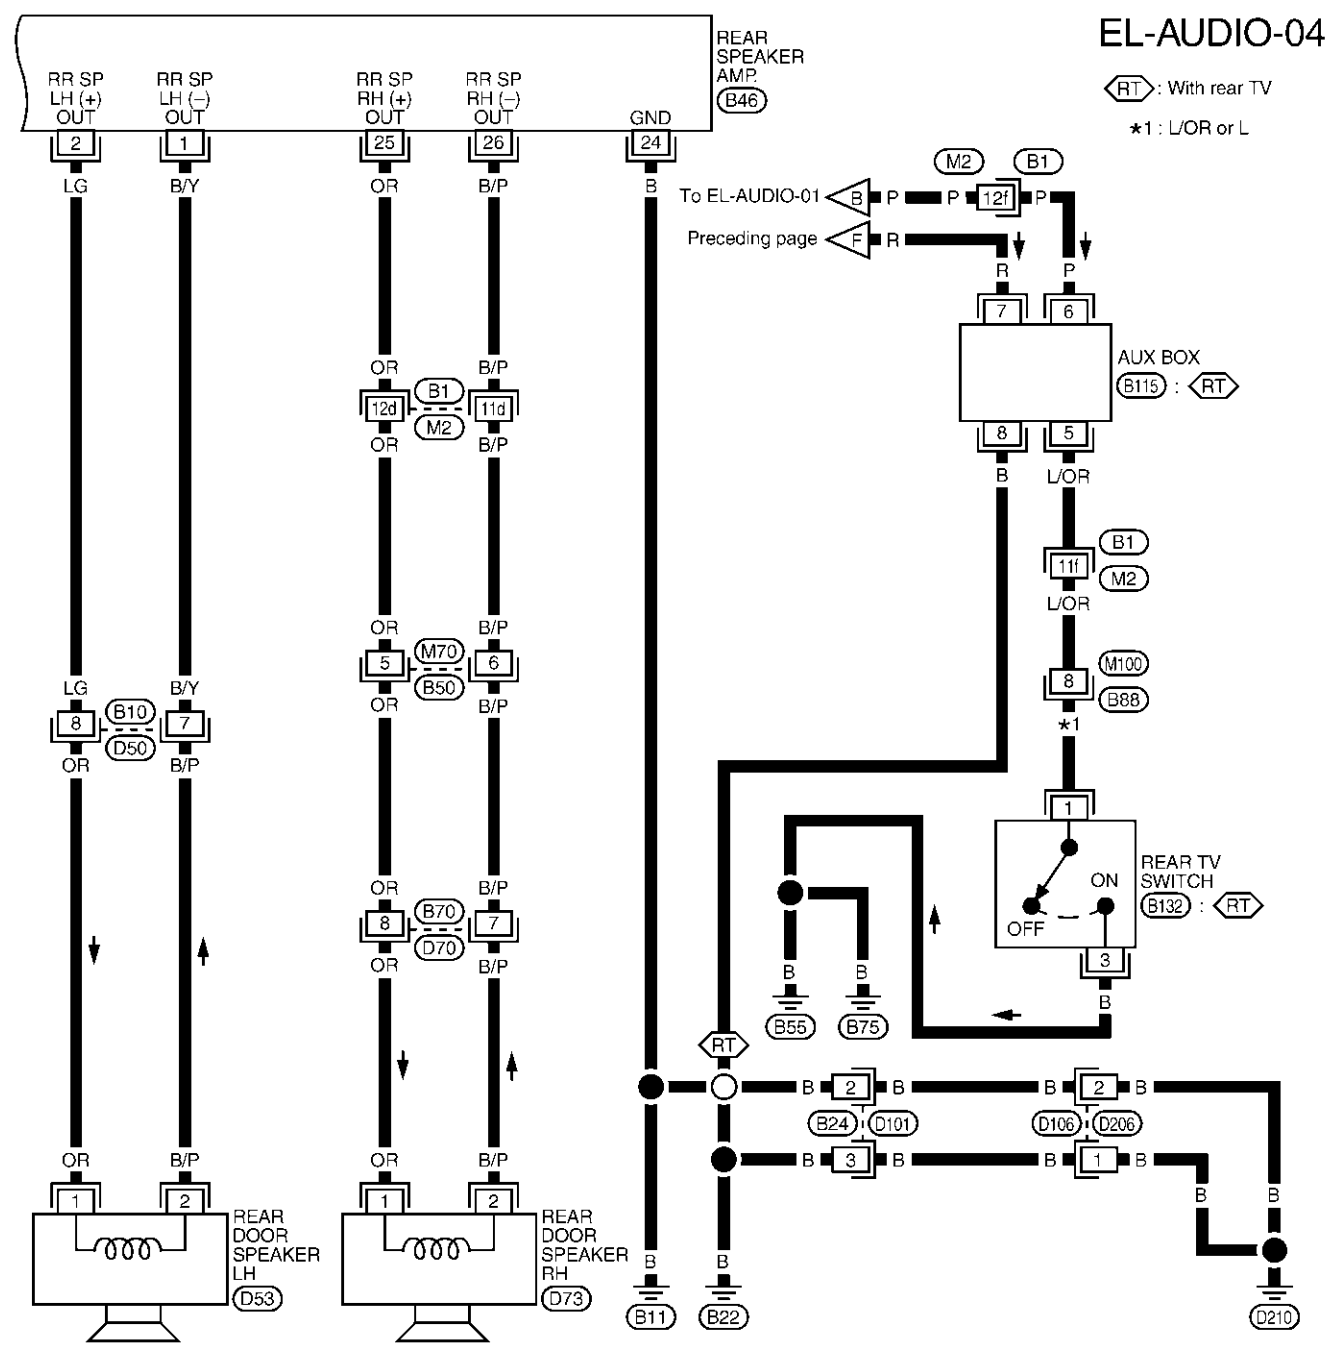 EL-AUDIO-04
RT : With rear TV
*1 : L/OR or L
REAR
SPEAKER
AMP.
B46
RR SP
LH (+)
OUT
RR SP
LH (–)
OUT
RR SP
RH (+)
OUT
RR SP
RH (–)
OUT
GND
2 1 25 26 24
LG B/Y OR B/P B
M2 B1
To EL-AUDIO-01 B P P 12f P
Preceding page F R
R P
7 6
AUX BOX
B115 : RT
8 5
B L/OR
OR B/P
12d B1 11d
M2
OR B/P
B1
11f
M2
L/OR
OR B/P
5 M70 6
B50
OR B/P
M100
8
B88
*1
LG B/Y
8 B10 7
D50
OR B/P
1
REAR TV
SWITCH
B132 : RT
ON
OFF
3
B
OR B/P
8 B70 7
D70
OR B/P
B B
B55 B75
RT
B 2 B B 2 B
B24 D101 D106 D206
B 3 B B 1 B
B B
OR B/P OR B/P
1 2 1 2
REAR
DOOR
SPEAKER
LH
D53
REAR
DOOR
SPEAKER
RH
D73
B B
B11 B22 D210